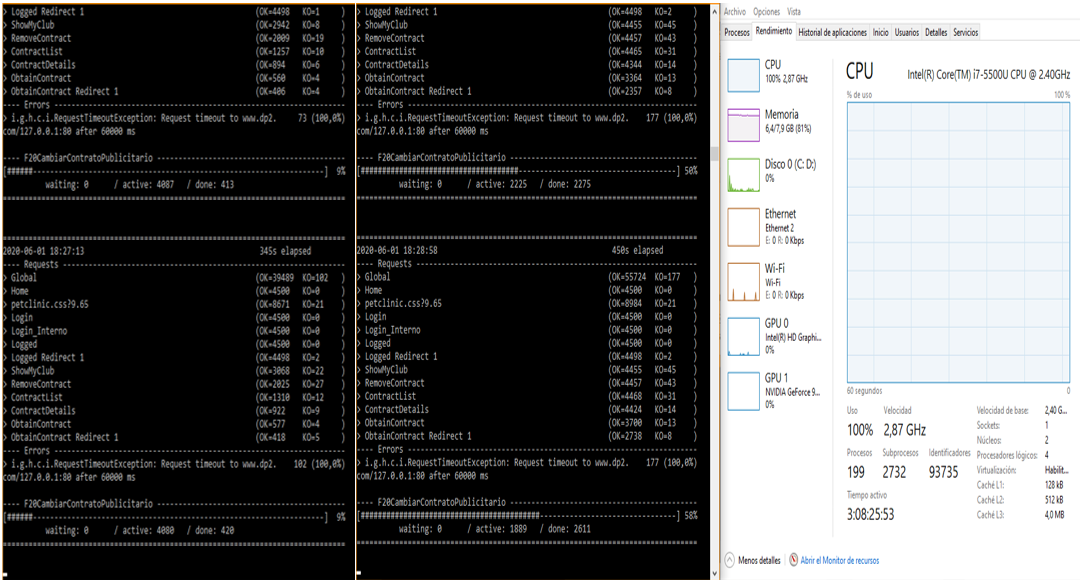 > Logged Redirect 1 (OK=4498 KO=1 )
> ShowMyClub (OK=2942 KO=8 )
> RemoveContract (OK=2009 KO=19 )
> ContractList (OK=1257 KO=10 )
> ContractDetails (OK=894 KO=6 )
> ObtainContract (OK=560 KO=4 )
> ObtainContract Redirect 1 (OK=406 KO=4 )
---- Errors --------------------------------------------------------------------
> i.g.h.c.i.RequestTimeoutException: Request timeout to www.dp2. 73 (100,0%)
com/127.0.0.1:80 after 60000 ms
---- F20CambiarContratoPublicitario --------------------------------------------
[######--------------------------------------------------------------------] 9%
waiting: 0 / active: 4087 / done: 413
================================================================================
================================================================================
2020-06-01 18:27:13 345s elapsed
---- Requests ------------------------------------------------------------------
> Global (OK=39489 KO=102 )
> Home (OK=4500 KO=0 )
> petclinic.css?9.65 (OK=8671 KO=21 )
> Login (OK=4500 KO=0 )
> Login_Interno (OK=4500 KO=0 )
> Logged (OK=4500 KO=0 )
> Logged Redirect 1 (OK=4498 KO=2 )
> ShowMyClub (OK=3068 KO=22 )
> RemoveContract (OK=2025 KO=27 )
> ContractList (OK=1310 KO=12 )
> ContractDetails (OK=922 KO=9 )
> ObtainContract (OK=577 KO=4 )
> ObtainContract Redirect 1 (OK=418 KO=5 )
---- Errors --------------------------------------------------------------------
> i.g.h.c.i.RequestTimeoutException: Request timeout to www.dp2. 102 (100,0%)
com/127.0.0.1:80 after 60000 ms
---- F20CambiarContratoPublicitario --------------------------------------------
[######--------------------------------------------------------------------] 9%
waiting: 0 / active: 4080 / done: 420
================================================================================
> Logged Redirect 1 (OK=4498 KO=2 )
> ShowMyClub (OK=4455 KO=45 )
> RemoveContract (OK=4457 KO=43 )
> ContractList (OK=4465 KO=31 )
> ContractDetails (OK=4344 KO=14 )
> ObtainContract (OK=3364 KO=13 )
> ObtainContract Redirect 1 (OK=2357 KO=8 )
---- Errors --------------------------------------------------------------------
> i.g.h.c.i.RequestTimeoutException: Request timeout to www.dp2. 177 (100,0%)
com/127.0.0.1:80 after 60000 ms
---- F20CambiarContratoPublicitario --------------------------------------------
[#####################################-------------------------------------] 50%
waiting: 0 / active: 2225 / done: 2275
================================================================================
================================================================================
2020-06-01 18:28:58 450s elapsed
---- Requests ------------------------------------------------------------------
> Global (OK=55724 KO=177 )
> Home (OK=4500 KO=0 )
> petclinic.css?9.65 (OK=8984 KO=21 )
> Login (OK=4500 KO=0 )
> Login_Interno (OK=4500 KO=0 )
> Logged (OK=4500 KO=0 )
> Logged Redirect 1 (OK=4498 KO=2 )
> ShowMyClub (OK=4455 KO=45 )
> RemoveContract (OK=4457 KO=43 )
> ContractList (OK=4468 KO=31 )
> ContractDetails (OK=4424 KO=14 )
> ObtainContract (OK=3700 KO=13 )
> ObtainContract Redirect 1 (OK=2738 KO=8 )
---- Errors --------------------------------------------------------------------
> i.g.h.c.i.RequestTimeoutException: Request timeout to www.dp2. 177 (100,0%)
com/127.0.0.1:80 after 60000 ms
---- F20CambiarContratoPublicitario --------------------------------------------
[##########################################--------------------------------] 58%
waiting: 0 / active: 1889 / done: 2611
================================================================================
Archivo Opciones Vista
Procesos Rendimiento Historial de aplicaciones Inicio Usuarios Detalles Servicios
CPU
100% 2,87 GHz
Memoria
6,4/7,9 GB (81%)
Disco 0 (C: D:)
0%
Ethernet
Ethernet 2
E: 0 R: 0 Kbps
Wi-Fi
Wi-Fi
E: 0 R: 0 Kbps
GPU 0
Intel(R) HD Graphi...
0%
GPU 1
NVIDIA GeForce 9...
0%
CPU Intel(R) Core(TM) i7-5500U CPU @ 2.40GHz
% de uso 100 %
60 segundos 0
Uso Velocidad
100% 2,87 GHz
Procesos Subprocesos Identificadores
199 2732 93735
Tiempo activo
3:08:25:53
Velocidad de base: 2,40 G...
Sockets: 1
Núcleos: 2
Procesadores lógicos: 4
Virtualización: Habilit...
Caché L1: 128 kB
Caché L2: 512 kB
Caché L3: 4,0 MB
Menos detalles Abrir el Monitor de recursos